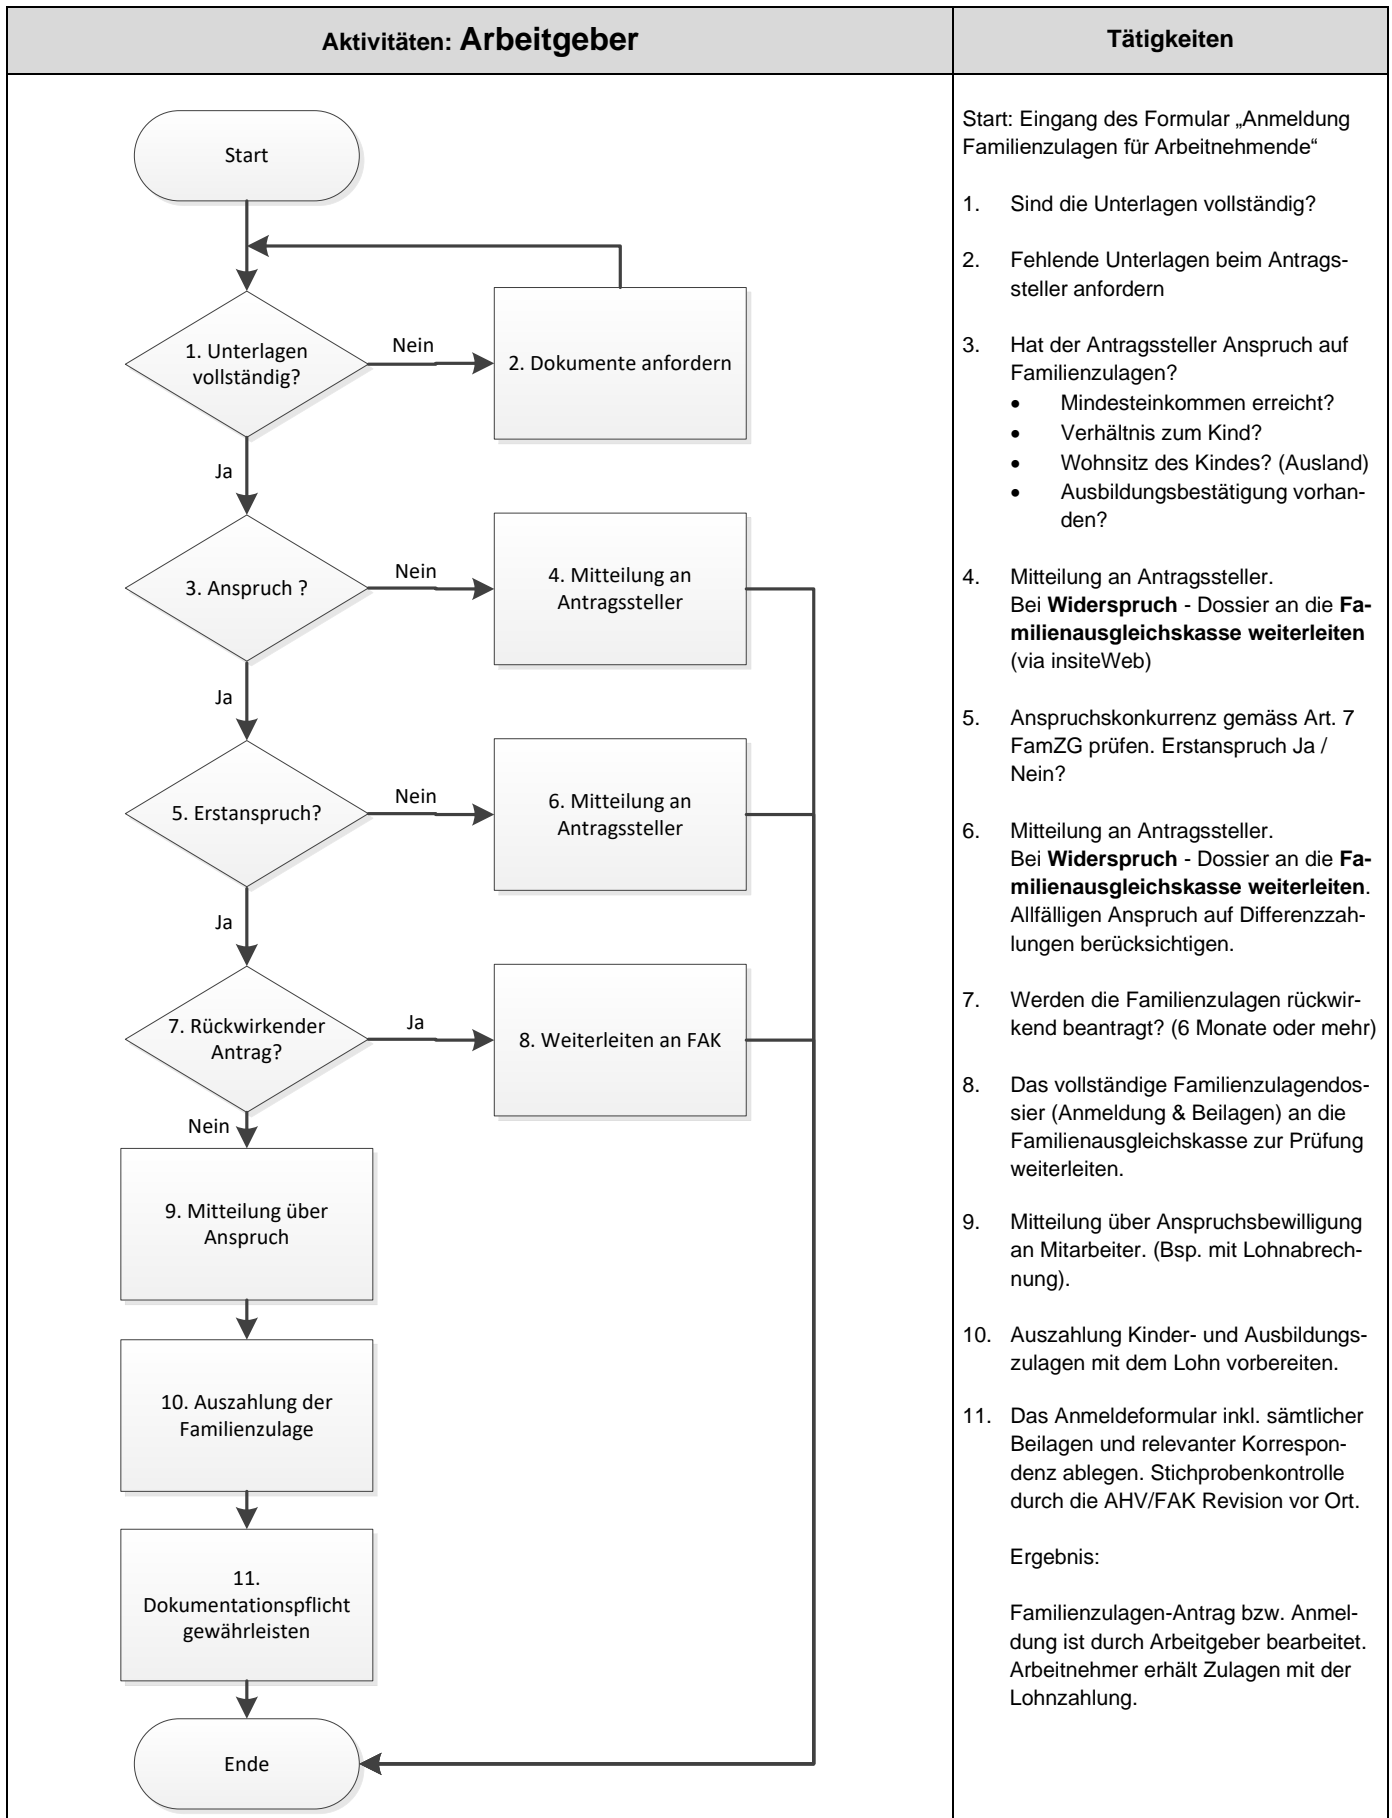 Aktivitäten: Arbeitgeber
Tätigkeiten
Start
1. Unterlagen
vollständig?
Nein
2. Dokumente anfordern
Ja
3. Anspruch ?
Nein
4. Mitteilung an
Antragssteller
Ja
5. Erstanspruch?
Nein
6. Mitteilung an
Antragssteller
Ja
7. Rückwirkender
Antrag?
Ja
8. Weiterleiten an FAK
Nein
9. Mitteilung über
Anspruch
10. Auszahlung der
Familienzulage
11.
Dokumentationspflicht
gewährleisten
Ende
Start: Eingang des Formular „Anmeldung
Familienzulagen für Arbeitnehmende“
1. Sind die Unterlagen vollständig?
2. Fehlende Unterlagen beim Antrags-
steller anfordern
3. Hat der Antragssteller Anspruch auf
Familienzulagen?
• Mindesteinkommen erreicht?
• Verhältnis zum Kind?
• Wohnsitz des Kindes? (Ausland)
• Ausbildungsbestätigung vorhan-
den?
4. Mitteilung an Antragssteller.
Bei Widerspruch - Dossier an die Fa-
milienausgleichskasse weiterleiten
(via insiteWeb)
5. Anspruchskonkurrenz gemäss Art. 7
FamZG prüfen. Erstanspruch Ja /
Nein?
6. Mitteilung an Antragssteller.
Bei Widerspruch - Dossier an die Fa-
milienausgleichskasse weiterleiten.
Allfälligen Anspruch auf Differenzzah-
lungen berücksichtigen.
7. Werden die Familienzulagen rückwir-
kend beantragt? (6 Monate oder mehr)
8. Das vollständige Familienzulagendos-
sier (Anmeldung & Beilagen) an die
Familienausgleichskasse zur Prüfung
weiterleiten.
9. Mitteilung über Anspruchsbewilligung
an Mitarbeiter. (Bsp. mit Lohnabrech-
nung).
10. Auszahlung Kinder- und Ausbildungs-
zulagen mit dem Lohn vorbereiten.
11. Das Anmeldeformular inkl. sämtlicher
Beilagen und relevanter Korrespon-
denz ablegen. Stichprobenkontrolle
durch die AHV/FAK Revision vor Ort.
Ergebnis:
Familienzulagen-Antrag bzw. Anmel-
dung ist durch Arbeitgeber bearbeitet.
Arbeitnehmer erhält Zulagen mit der
Lohnzahlung.